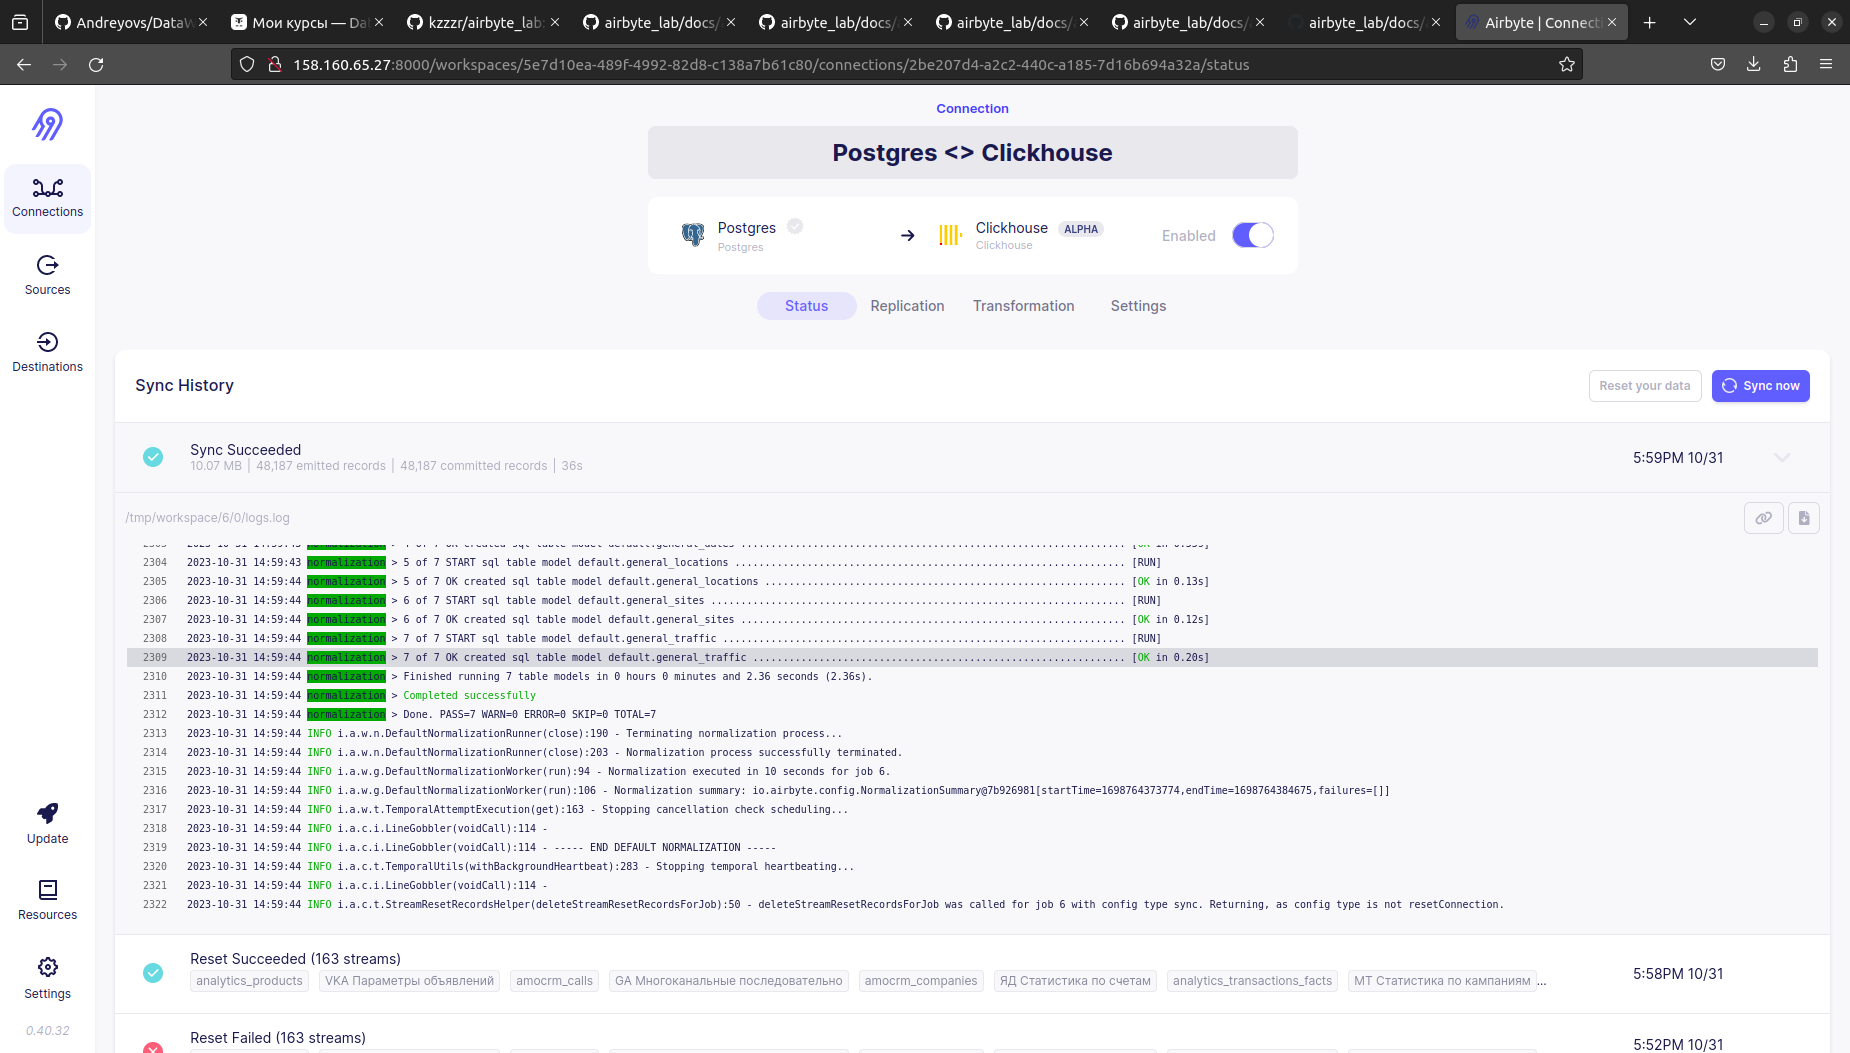 Andreyovs/DataW
Мои курсы — Da
kzzzr/airbyte_lab:
airbyte_lab/docs/
airbyte_lab/docs/
airbyte_lab/docs/
airbyte_lab/docs/
airbyte_lab/docs/
Airbyte | Connecti
158.160.65.27:8000/workspaces/5e7d10ea-489f-4992-82d8-c138a7b61c80/connections/2be207d4-a2c2-440c-a185-7d16b694a32a/status
Connection
Postgres <> Clickhouse
Postgres
Postgres
Clickhouse ALPHA
Clickhouse
Enabled
Status Replication Transformation Settings
Connections
Sources
Destinations
Update
Resources
Settings
0.40.32
Sync History
Reset your data
Sync now
Sync Succeeded
10.07 MB | 48,187 emitted records | 48,187 committed records | 36s
5:59PM 10/31
/tmp/workspace/6/0/logs.log
2304 2023-10-31 14:59:43 normalization > 5 of 7 START sql table model default.general_locations ................................................................. [RUN]
2305 2023-10-31 14:59:44 normalization > 5 of 7 OK created sql table model default.general_locations ............................................................ [OK in 0.13s]
2306 2023-10-31 14:59:44 normalization > 6 of 7 START sql table model default.general_sites ..................................................................... [RUN]
2307 2023-10-31 14:59:44 normalization > 6 of 7 OK created sql table model default.general_sites ................................................................ [OK in 0.12s]
2308 2023-10-31 14:59:44 normalization > 7 of 7 START sql table model default.general_traffic ................................................................... [RUN]
2309 2023-10-31 14:59:44 normalization > 7 of 7 OK created sql table model default.general_traffic .............................................................. [OK in 0.20s]
2310 2023-10-31 14:59:44 normalization > Finished running 7 table models in 0 hours 0 minutes and 2.36 seconds (2.36s).
2311 2023-10-31 14:59:44 normalization > Completed successfully
2312 2023-10-31 14:59:44 normalization > Done. PASS=7 WARN=0 ERROR=0 SKIP=0 TOTAL=7
2313 2023-10-31 14:59:44 INFO i.a.w.n.DefaultNormalizationRunner(close):190 - Terminating normalization process...
2314 2023-10-31 14:59:44 INFO i.a.w.n.DefaultNormalizationRunner(close):203 - Normalization process successfully terminated.
2315 2023-10-31 14:59:44 INFO i.a.w.g.DefaultNormalizationWorker(run):94 - Normalization executed in 10 seconds for job 6.
2316 2023-10-31 14:59:44 INFO i.a.w.g.DefaultNormalizationWorker(run):106 - Normalization summary: io.airbyte.config.NormalizationSummary@7b926981[startTime=1698764373774,endTime=1698764384675,failures=[]]
2317 2023-10-31 14:59:44 INFO i.a.w.t.TemporalAttemptExecution(get):163 - Stopping cancellation check scheduling...
2318 2023-10-31 14:59:44 INFO i.a.c.i.LineGobbler(voidCall):114 -
2319 2023-10-31 14:59:44 INFO i.a.c.i.LineGobbler(voidCall):114 - ----- END DEFAULT NORMALIZATION -----
2320 2023-10-31 14:59:44 INFO i.a.c.t.TemporalUtils(withBackgroundHeartbeat):283 - Stopping temporal heartbeating...
2321 2023-10-31 14:59:44 INFO i.a.c.i.LineGobbler(voidCall):114 -
2322 2023-10-31 14:59:44 INFO i.a.c.t.StreamResetRecordsHelper(deleteStreamResetRecordsForJob):50 - deleteStreamResetRecordsForJob was called for job 6 with config type sync. Returning, as config type is not resetConnection.
Reset Succeeded (163 streams)
analytics_products VKA Параметры объявлений amocrm_calls GA Многоканальные последовательно amocrm_companies ЯД Статистика по счетам analytics_transactions_facts МТ Статистика по кампаниям ...
5:58PM 10/31
Reset Failed (163 streams)
5:52PM 10/31